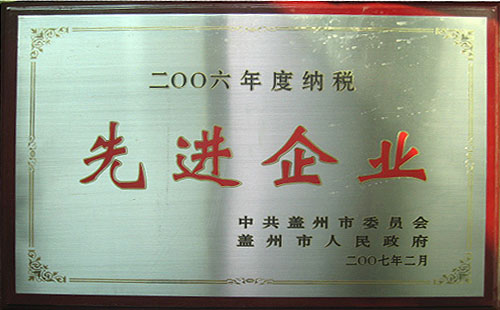 二〇〇六年度纳税
先进企业
中共盖州市委员会
盖州市人民政府
二〇〇七年二月